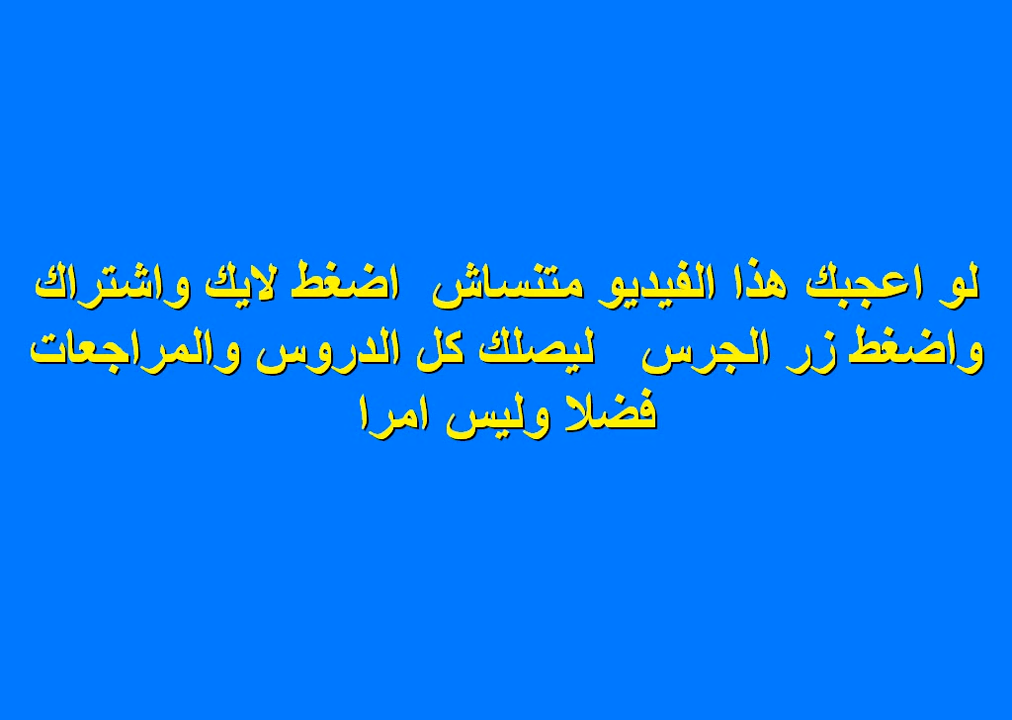 لو اعجبك هذا الفيديو متنساش اضغط لايك واشتراك
واضغط زر الجرس ليصلك كل الدروس والمراجعات
فضلا وليس امرا